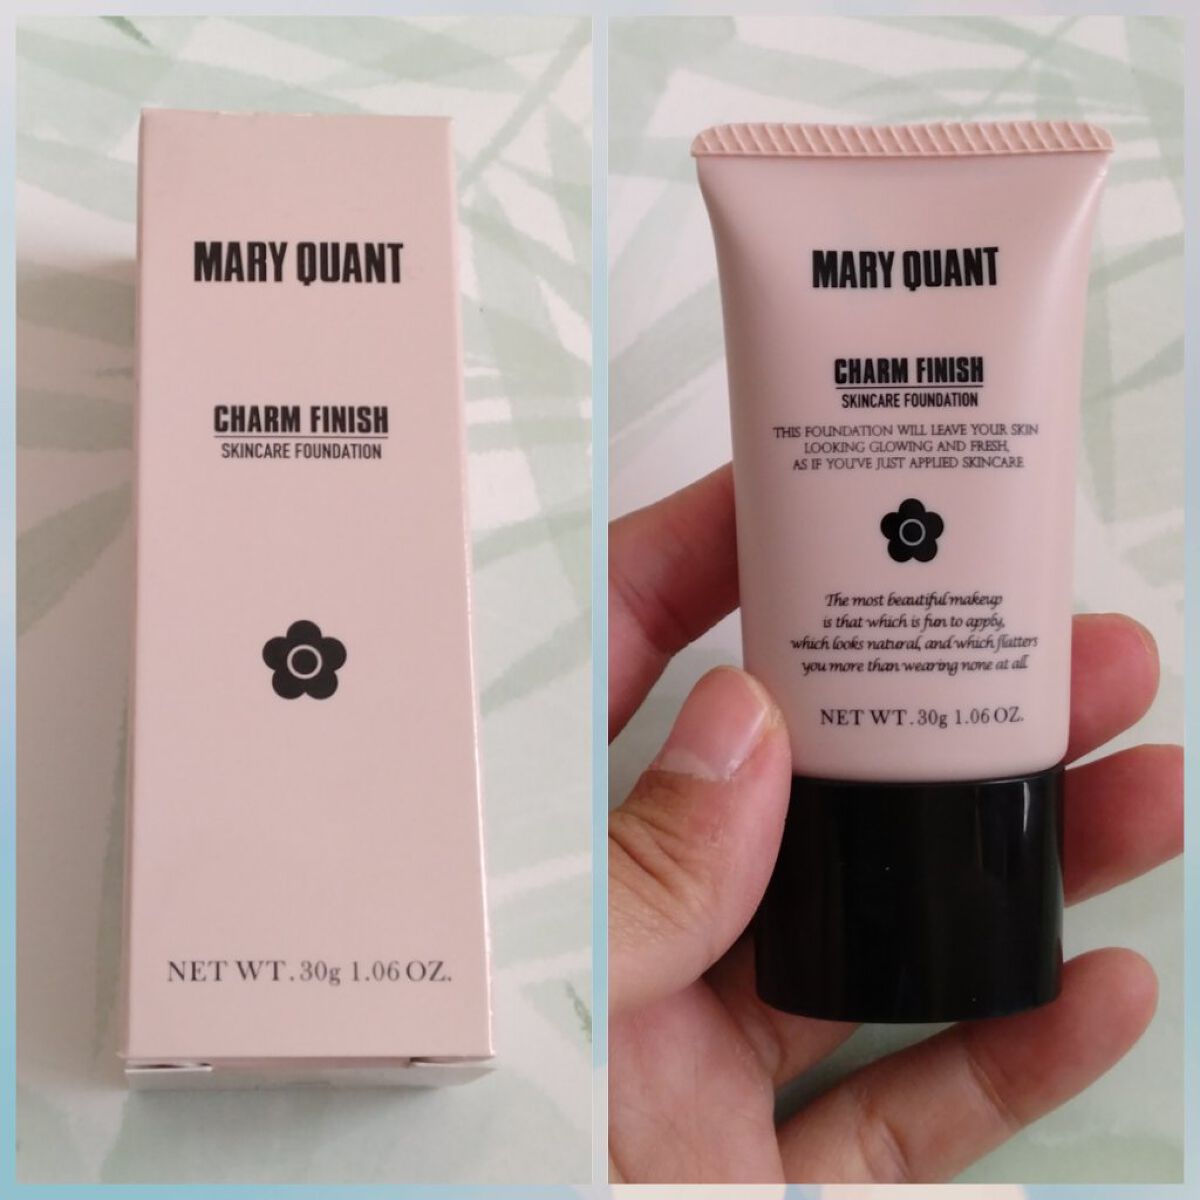 MARY QUANT
CHARM FINISH
SKINCARE FOUNDATION
NET WT. 30g 1.06 OZ.
MARY QUANT
CHARM FINISH
SKINCARE FOUNDATION
THIS FOUNDATION WILL LEAVE YOUR SKIN
LOOKING GLOWING AND FRESH,
AS IF YOU'VE JUST APPLIED SKINCARE
The most beautiful makeup
is that which is fun to apply,
which looks natural, and which flatters
you more than wearing none at all.
NET WT. 30g 1.06 OZ.